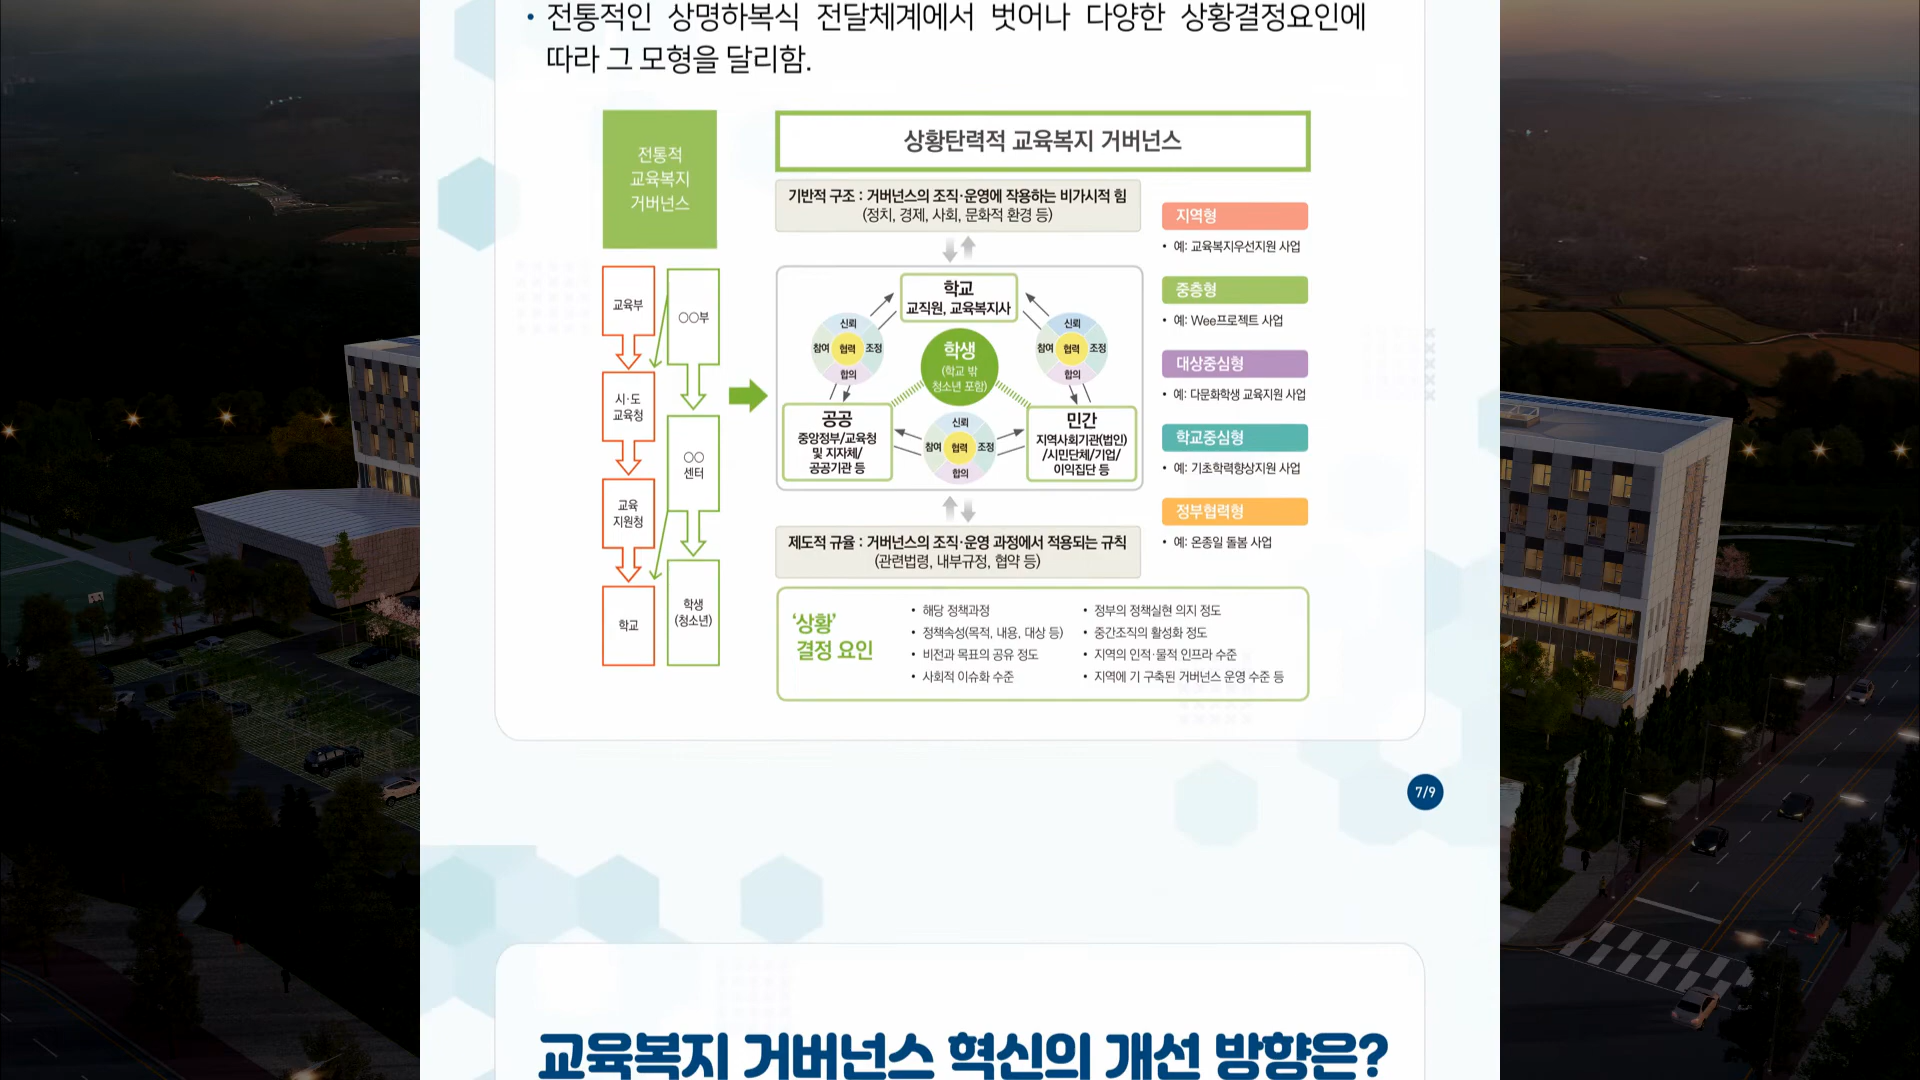 • 전통적인 상명하복식 전달체계에서 벗어나 다양한 상황결정요인에
따라 그 모형을 달리함.
전통적
교육복지
거버넌스
교육부
시·도
교육청
교육
지원청
학교
○○부
○○
센터
학생
(청소년)
상황탄력적 교육복지 거버넌스
기반적 구조 : 거버넌스의 조직·운영에 작용하는 비가시적 힘
(정치, 경제, 사회, 문화적 환경 등)
학교
교직원, 교육복지사
신뢰
참여
협력
조정
합의
학생
(학교 밖
청소년 포함)
신뢰
참여
협력
조정
합의
공공
중앙정부/교육청
및 지자체/
공공기관 등
신뢰
참여
협력
조정
합의
민간
지역사회기관(법인)
/시민단체/기업/
이익집단 등
제도적 규율 : 거버넌스의 조직·운영 과정에서 적용되는 규칙
(관련법령, 내부규정, 협약 등)
지역형
• 예: 교육복지우선지원 사업
중층형
• 예: Wee프로젝트 사업
대상중심형
• 예: 다문화학생 교육지원 사업
학교중심형
• 예: 기초학력향상지원 사업
정부협력형
• 예: 온종일 돌봄 사업
‘상황’
결정 요인
• 해당 정책과정
• 정책속성(목적, 내용, 대상 등)
• 비전과 목표의 공유 정도
• 사회적 이슈화 수준
• 정부의 정책실현 의지 정도
• 중간조직의 활성화 정도
• 지역의 인적·물적 인프라 수준
• 지역에 기 구축된 거버넌스 운영 수준 등
7/9
교육복지 거버넌스 혁신의 개선 방향은?